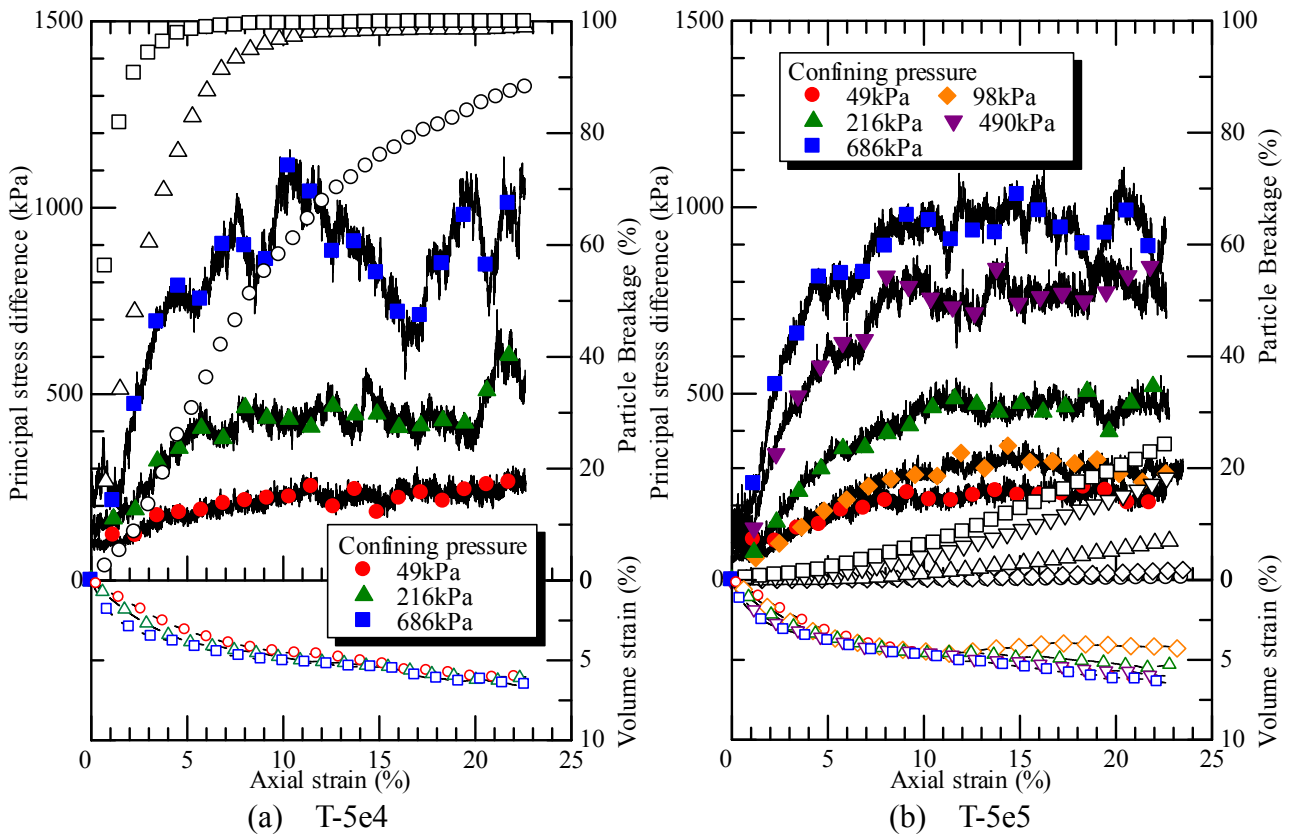 1500
1000
500
0
Principal stress difference (kPa)
100
80
60
40
20
0
Particle Breakage (%)
5
10
Volume strain (%)
Confining pressure
49kPa
216kPa
686kPa
0 5 10 15 20 25
Axial strain (%)
(a) T-5e4
1500
1000
500
0
Principal stress difference (kPa)
100
80
60
40
20
0
Particle Breakage (%)
5
10
Volume strain (%)
Confining pressure
49kPa 98kPa
216kPa 490kPa
686kPa
0 5 10 15 20 25
Axial strain (%)
(b) T-5e5